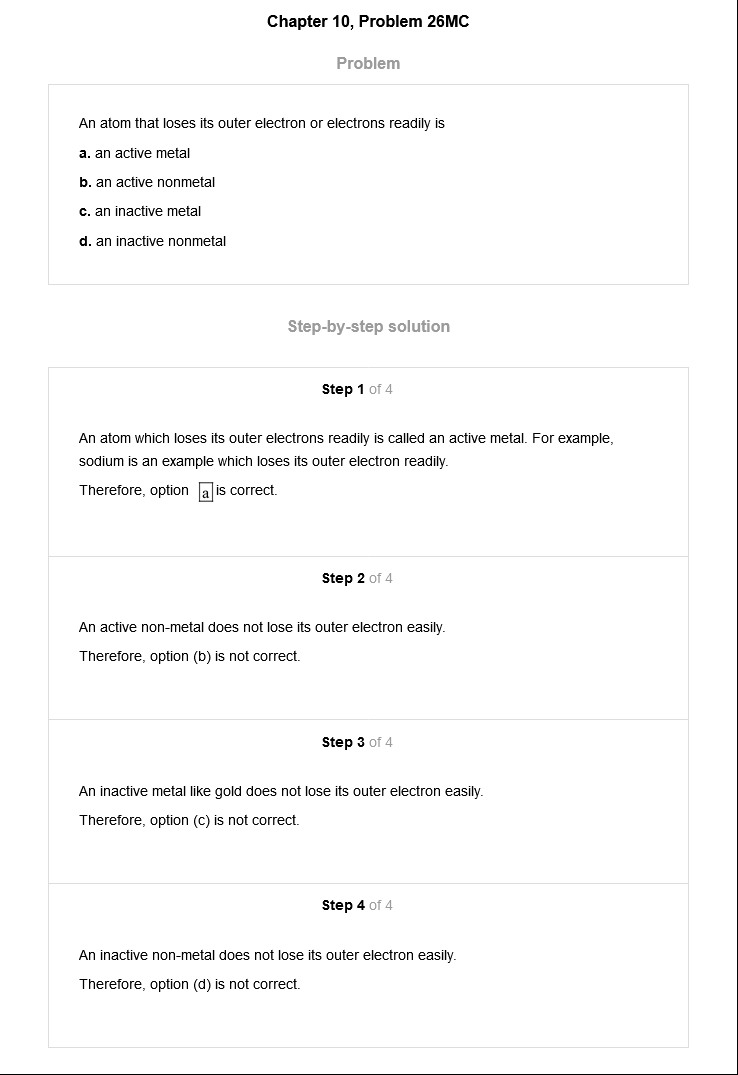 Chapter 10, Problem 26MC
Problem
An atom that loses its outer electron or electrons readily is
a. an active metal
b. an active nonmetal
c. an inactive metal
d. an inactive nonmetal
Step-by-step solution
Step 1 of 4
An atom which loses its outer electrons readily is called an active metal. For example,
sodium is an example which loses its outer electron readily.
Therefore, option a is correct.
Step 2 of 4
An active non-metal does not lose its outer electron easily.
Therefore, option (b) is not correct.
Step 3 of 4
An inactive metal like gold does not lose its outer electron easily.
Therefore, option (c) is not correct.
Step 4 of 4
An inactive non-metal does not lose its outer electron easily.
Therefore, option (d) is not correct.